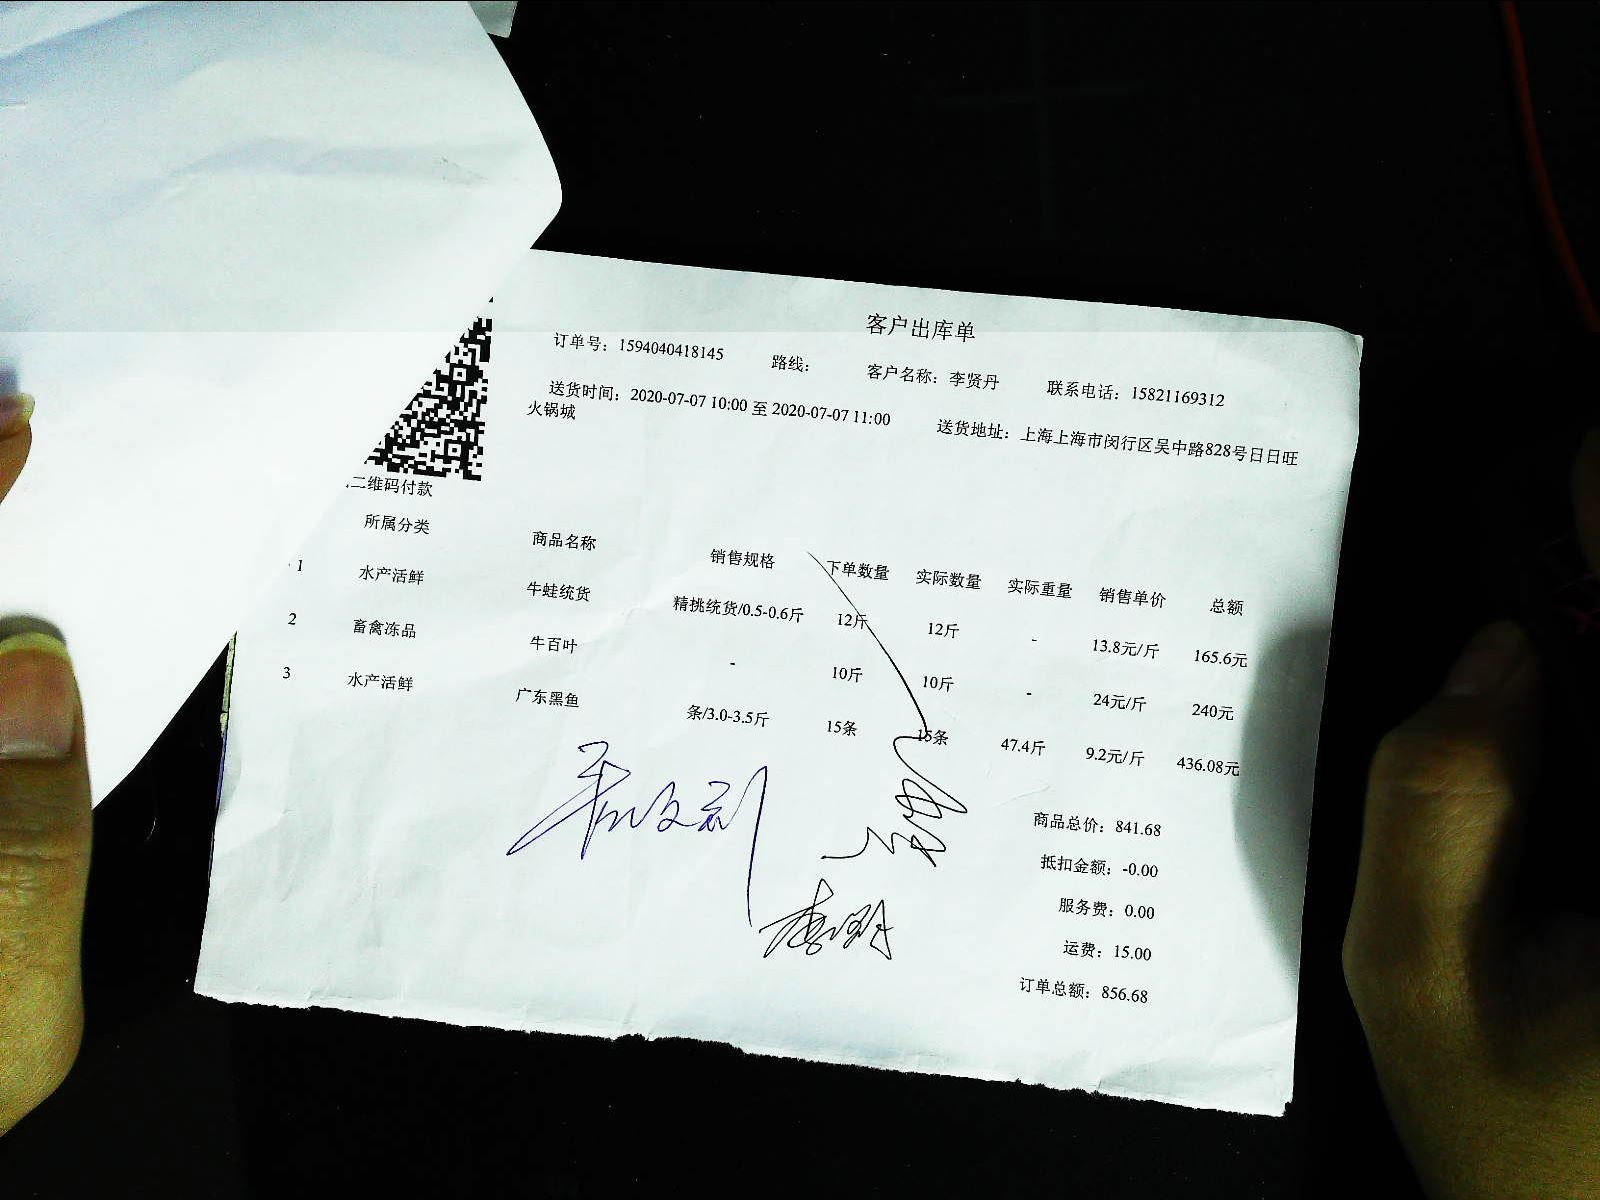 客户出库单
订单号：1594040418145 路线： 客户名称：李贤丹 联系电话：15821169312
送货时间：2020-07-07 10:00 至 2020-07-07 11:00 送货地址：上海上海市闵行区吴中路828号日日旺
火锅城
二维码付款
所属分类 商品名称 销售规格 下单数量 实际数量 实际重量 销售单价 总额
1 水产活鲜 牛蛙统货 精挑统货/0.5-0.6斤 12斤 12斤 - 13.8元/斤 165.6元
2 畜禽冻品 牛百叶 - 10斤 10斤 - 24元/斤 240元
3 水产活鲜 广东黑鱼 条/3.0-3.5斤 15条 15条 47.4斤 9.2元/斤 436.08元
商品总价：841.68
抵扣金额：-0.00
服务费：0.00
运费：15.00
订单总额：856.68